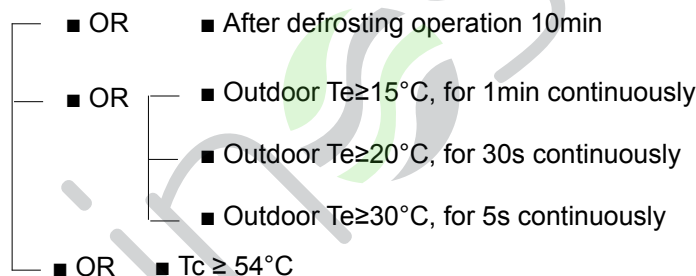 ■ OR ■ After defrosting operation 10min
■ OR ■ Outdoor Te≥15°C, for 1min continuously
■ Outdoor Te≥20°C, for 30s continuously
■ Outdoor Te≥30°C, for 5s continuously
■ OR ■ Tc ≥ 54°C